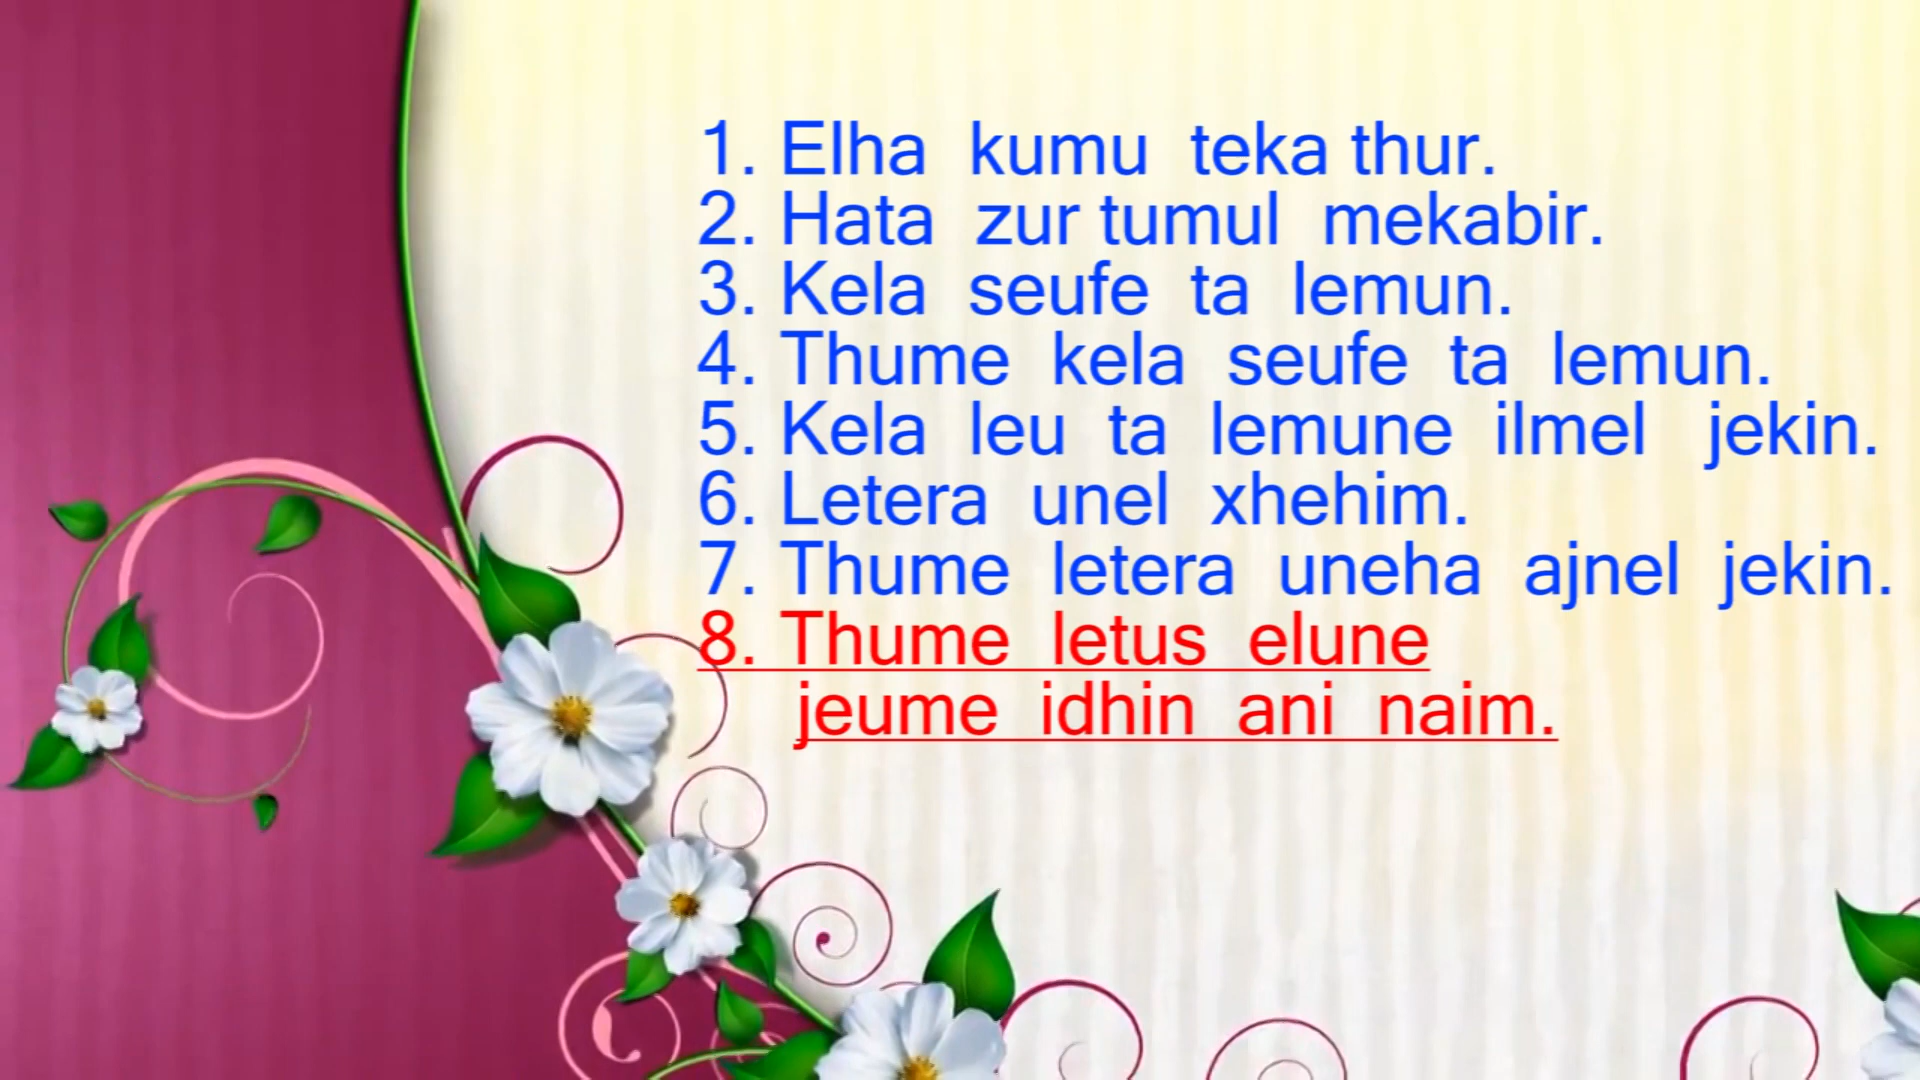 1. Elha kumu teka thur.
2. Hata zur tumul mekabir.
3. Kela seufe ta lemun.
4. Thume kela seufe ta lemun.
5. Kela leu ta lemune ilmel jekin.
6. Letera unel xhehim.
7. Thume letera uneha ajnel jekin.
8. Thume letus elune
jeume idhin ani naim.